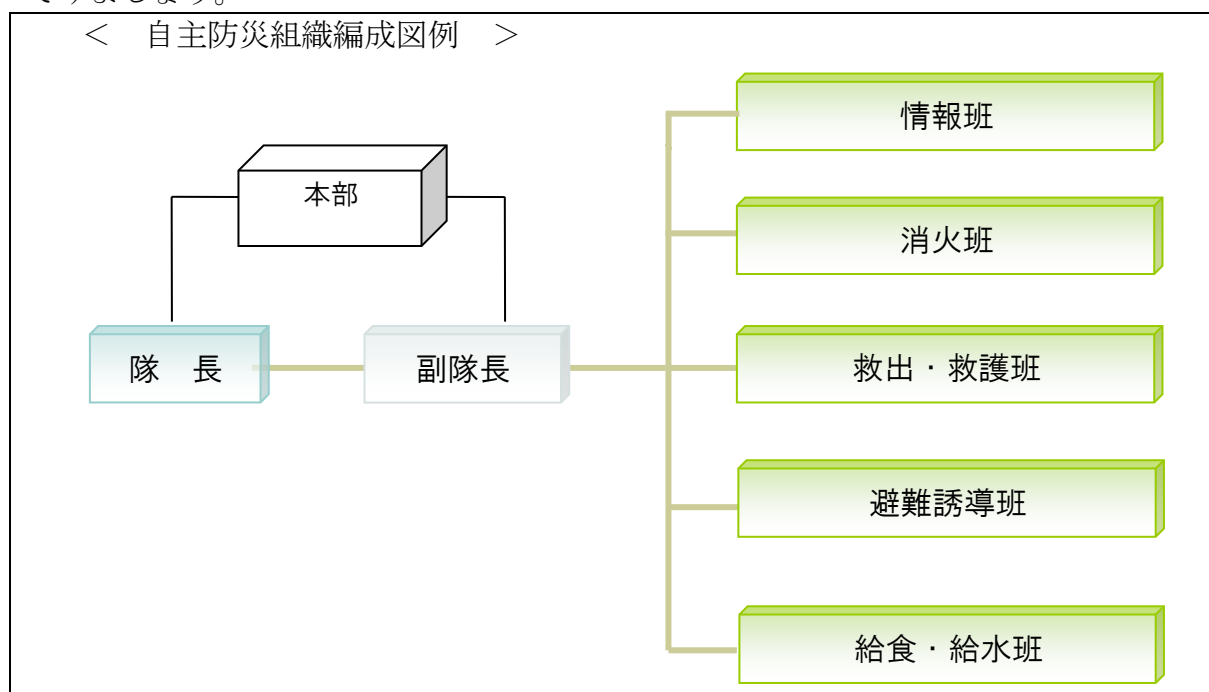 ＜　自主防災組織編成図例　＞
本部
隊　長
副隊長
情報班
消火班
救出・救護班
避難誘導班
給食・給水班